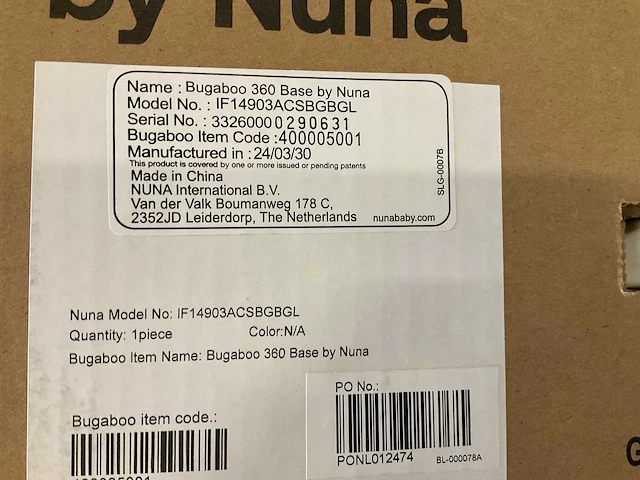 by Nuna
Name : Bugaboo 360 Base by Nuna
Model No. : IF14903ACSBGBGL
Serial No. : 33260000290631
Bugaboo Item Code :400005001
Manufactured in : 24/03/30
This product is covered by one or more issued or pending patents
Made in China
NUNA International B.V.
Van der Valk Boumanweg 178 C,
2352JD Leiderdorp, The Netherlands nunababy.com
SLG-0007B
Nuna Model No: IF14903ACSBGBGL
Quantity: 1piece Color:N/A
Bugaboo Item Name: Bugaboo 360 Base by Nuna
PO No.:
PONL012474 BL-000078A
Bugaboo item code.: